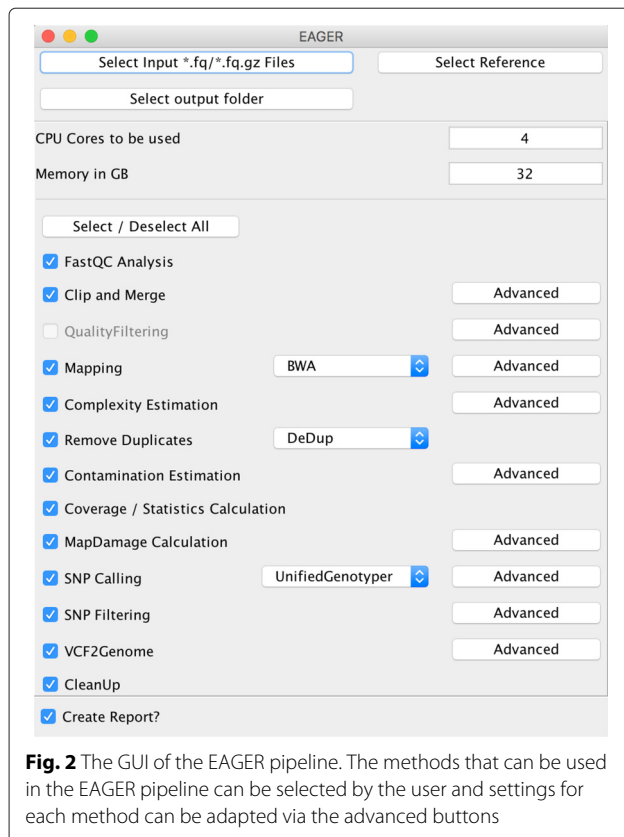 EAGER
Select Input *.fq/*.fq.gz Files Select Reference
Select output folder
CPU Cores to be used 4
Memory in GB 32
Select / Deselect All
FastQC Analysis
Clip and Merge Advanced
QualityFiltering Advanced
Mapping BWA Advanced
Complexity Estimation Advanced
Remove Duplicates DeDup
Contamination Estimation Advanced
Coverage / Statistics Calculation
MapDamage Calculation Advanced
SNP Calling UnifiedGenotyper Advanced
SNP Filtering Advanced
VCF2Genome Advanced
CleanUp
Create Report?
Fig. 2 The GUI of the EAGER pipeline. The methods that can be used
in the EAGER pipeline can be selected by the user and settings for
each method can be adapted via the advanced buttons